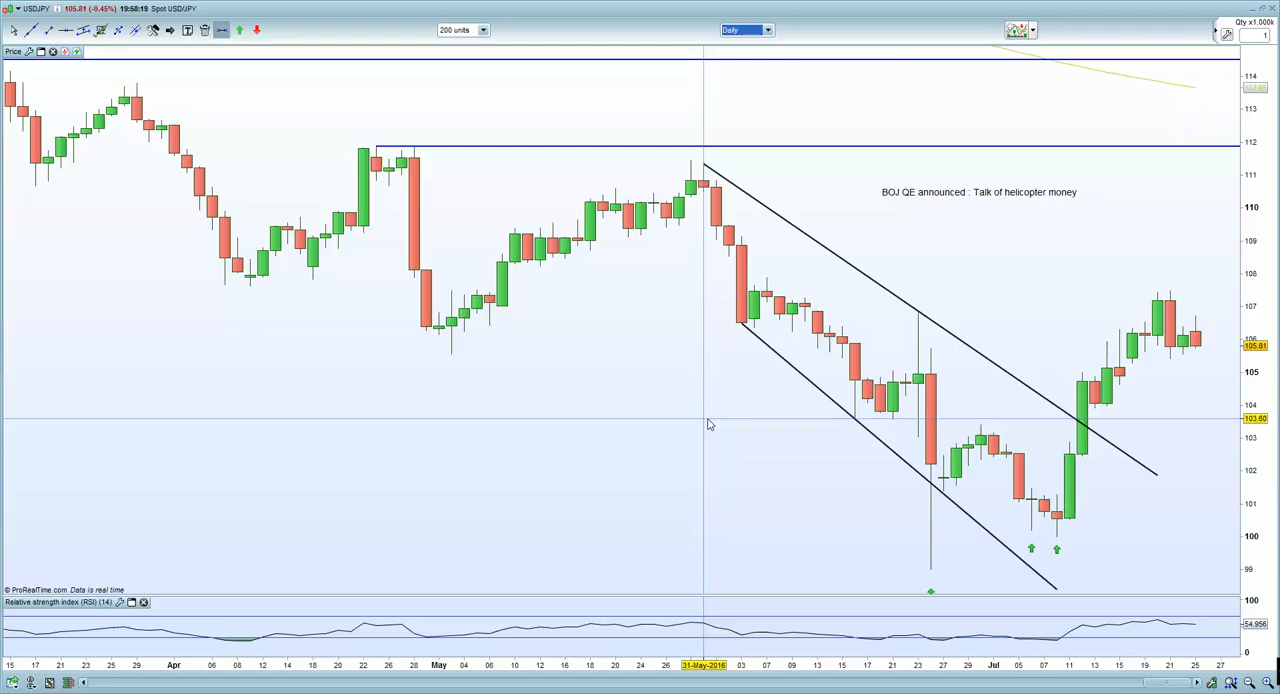 USDJPY 105.81 (-0.45%) 19:58:19 Spot USD/JPY
200 units
Daily
Qty x1,000k
1
Price
114
113
112
111
110
109
108
107
106
105.81
105
104
103.60
103
102
101
100
99
BOJ QE announced : Talk of helicopter money
© ProRealTime.com Data is real time
Relative strength index (RSI) (14)
100
54.956
0
15 17 21 23 25 29 Apr 06 08 12 14 18 20 22 26 28 May 04 06 10 12 16 18 20 24 26 31-May-2016 03 07 09 13 15 17 21 23 27 29 Jul 05 07 11 13 15 19 21 25 27